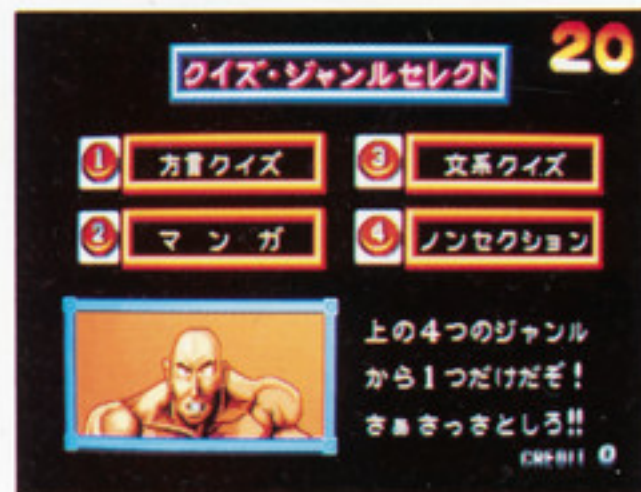 20
クイズ・ジャンルセレクト
1 方言クイズ
3 文系クイズ
2 マンガ
4 ノンセクション
上の4つのジャンル
から1つだけだぞ!
さぁさっさとしろ!!
CREDIT 0